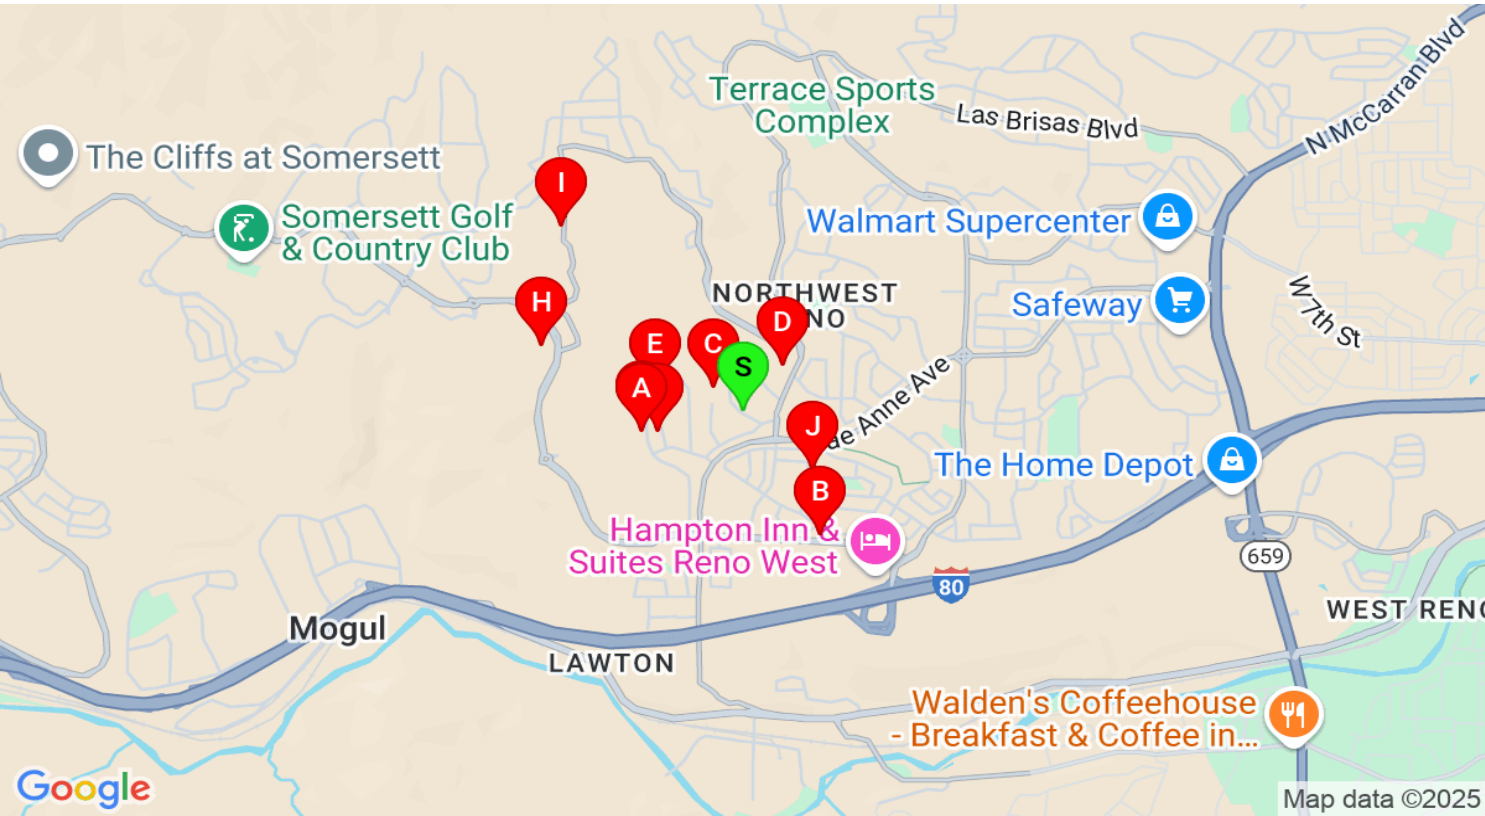 Terrace Sports
Complex
Las Brisas Blvd
N McCarran Blvd
The Cliffs at Somersett
I
Somersett Golf
& Country Club
Walmart Supercenter
NORTHWEST
NO
H
D
Safeway
W 7th St
E
C
S
A
J
ae Anne Ave
The Home Depot
B
Hampton Inn &
Suites Reno West
80
659
Mogul
WEST RENO
LAWTON
Walden's Coffeehouse
- Breakfast & Coffee in...
Google
Map data ©2025